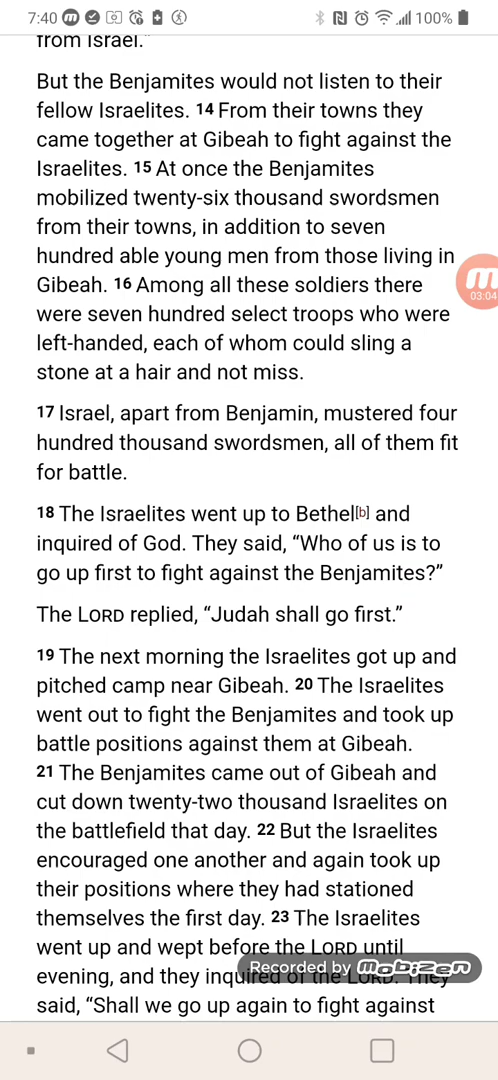 7:40
100%
from Israel.”
But the Benjamites would not listen to their
fellow Israelites. 14 From their towns they
came together at Gibeah to fight against the
Israelites. 15 At once the Benjamites
mobilized twenty-six thousand swordsmen
from their towns, in addition to seven
hundred able young men from those living in
Gibeah. 16 Among all these soldiers there
were seven hundred select troops who were
left-handed, each of whom could sling a
stone at a hair and not miss.
03:04
17 Israel, apart from Benjamin, mustered four
hundred thousand swordsmen, all of them fit
for battle.
18 The Israelites went up to Bethel[b] and
inquired of God. They said, “Who of us is to
go up first to fight against the Benjamites?”
The LORD replied, “Judah shall go first.”
19 The next morning the Israelites got up and
pitched camp near Gibeah. 20 The Israelites
went out to fight the Benjamites and took up
battle positions against them at Gibeah.
21 The Benjamites came out of Gibeah and
cut down twenty-two thousand Israelites on
the battlefield that day. 22 But the Israelites
encouraged one another and again took up
their positions where they had stationed
themselves the first day. 23 The Israelites
went up and wept before the LORD until
evening, and they inquired of the LORD. They
Recorded by Mobizen
said, “Shall we go up again to fight against